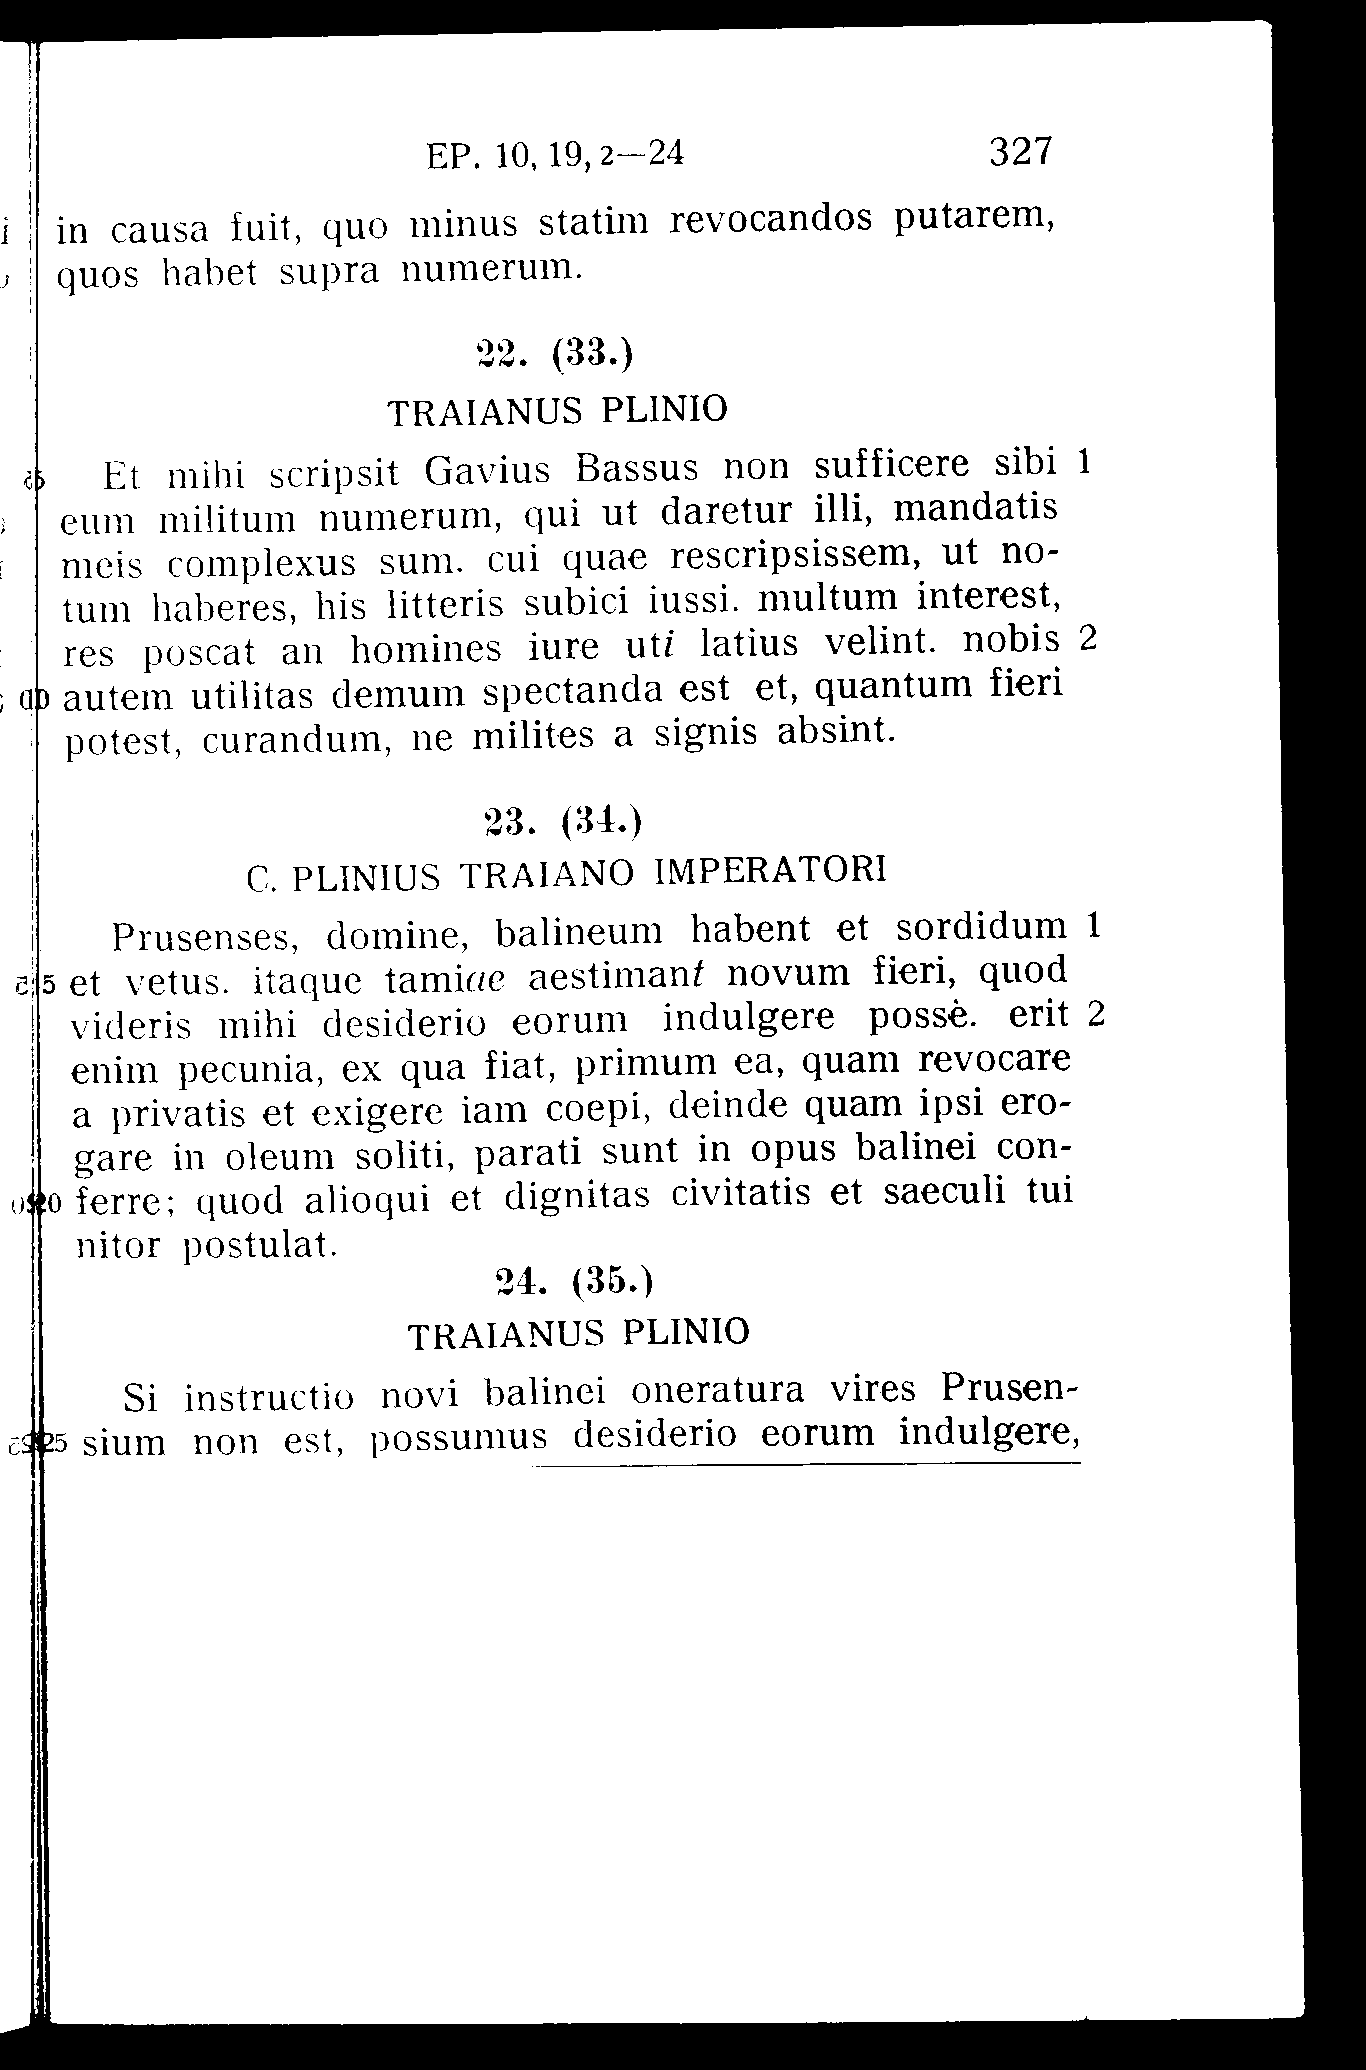 EP. 10, 19, 2—24 327
in causa fuit, quo minus statim revocandos putarem,
quos habet supra numerum.
22. (33.)
TRAIANUS PLINIO
Et mihi scripsit Gavius Bassus non sufficere sibi 1
eum militum numerum, qui ut daretur illi, mandatis
meis complexus sum. cui quae rescripsissem, ut no-
tum haberes, his litteris subici iussi. multum interest,
res poscat an homines iure uti latius velint. nobis 2
autem utilitas demum spectanda est et, quantum fieri
potest, curandum, ne milites a signis absint.
23. (34.)
C. PLINIUS TRAIANO IMPERATORI
Prusenses, domine, balineum habent et sordidum 1
5 et vetus. itaque tamiae aestimant novum fieri, quod
videris mihi desiderio eorum indulgere posse. erit 2
enim pecunia, ex qua fiat, primum ea, quam revocare
a privatis et exigere iam coepi, deinde quam ipsi ero-
gare in oleum soliti, parati sunt in opus balinei con-
20 ferre; quod alioqui et dignitas civitatis et saeculi tui
nitor postulat.
24. (35.)
TRAIANUS PLINIO
Si instructio novi balinei oneratura vires Prusen-
25 sium non est, possumus desiderio eorum indulgere,